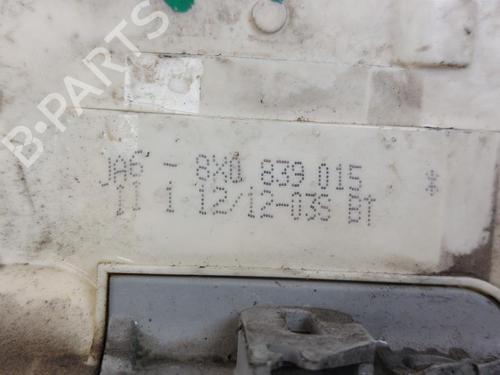 B-PARTS
JA6 - 8X0 839 015 *
11 1 12/12-03S BT